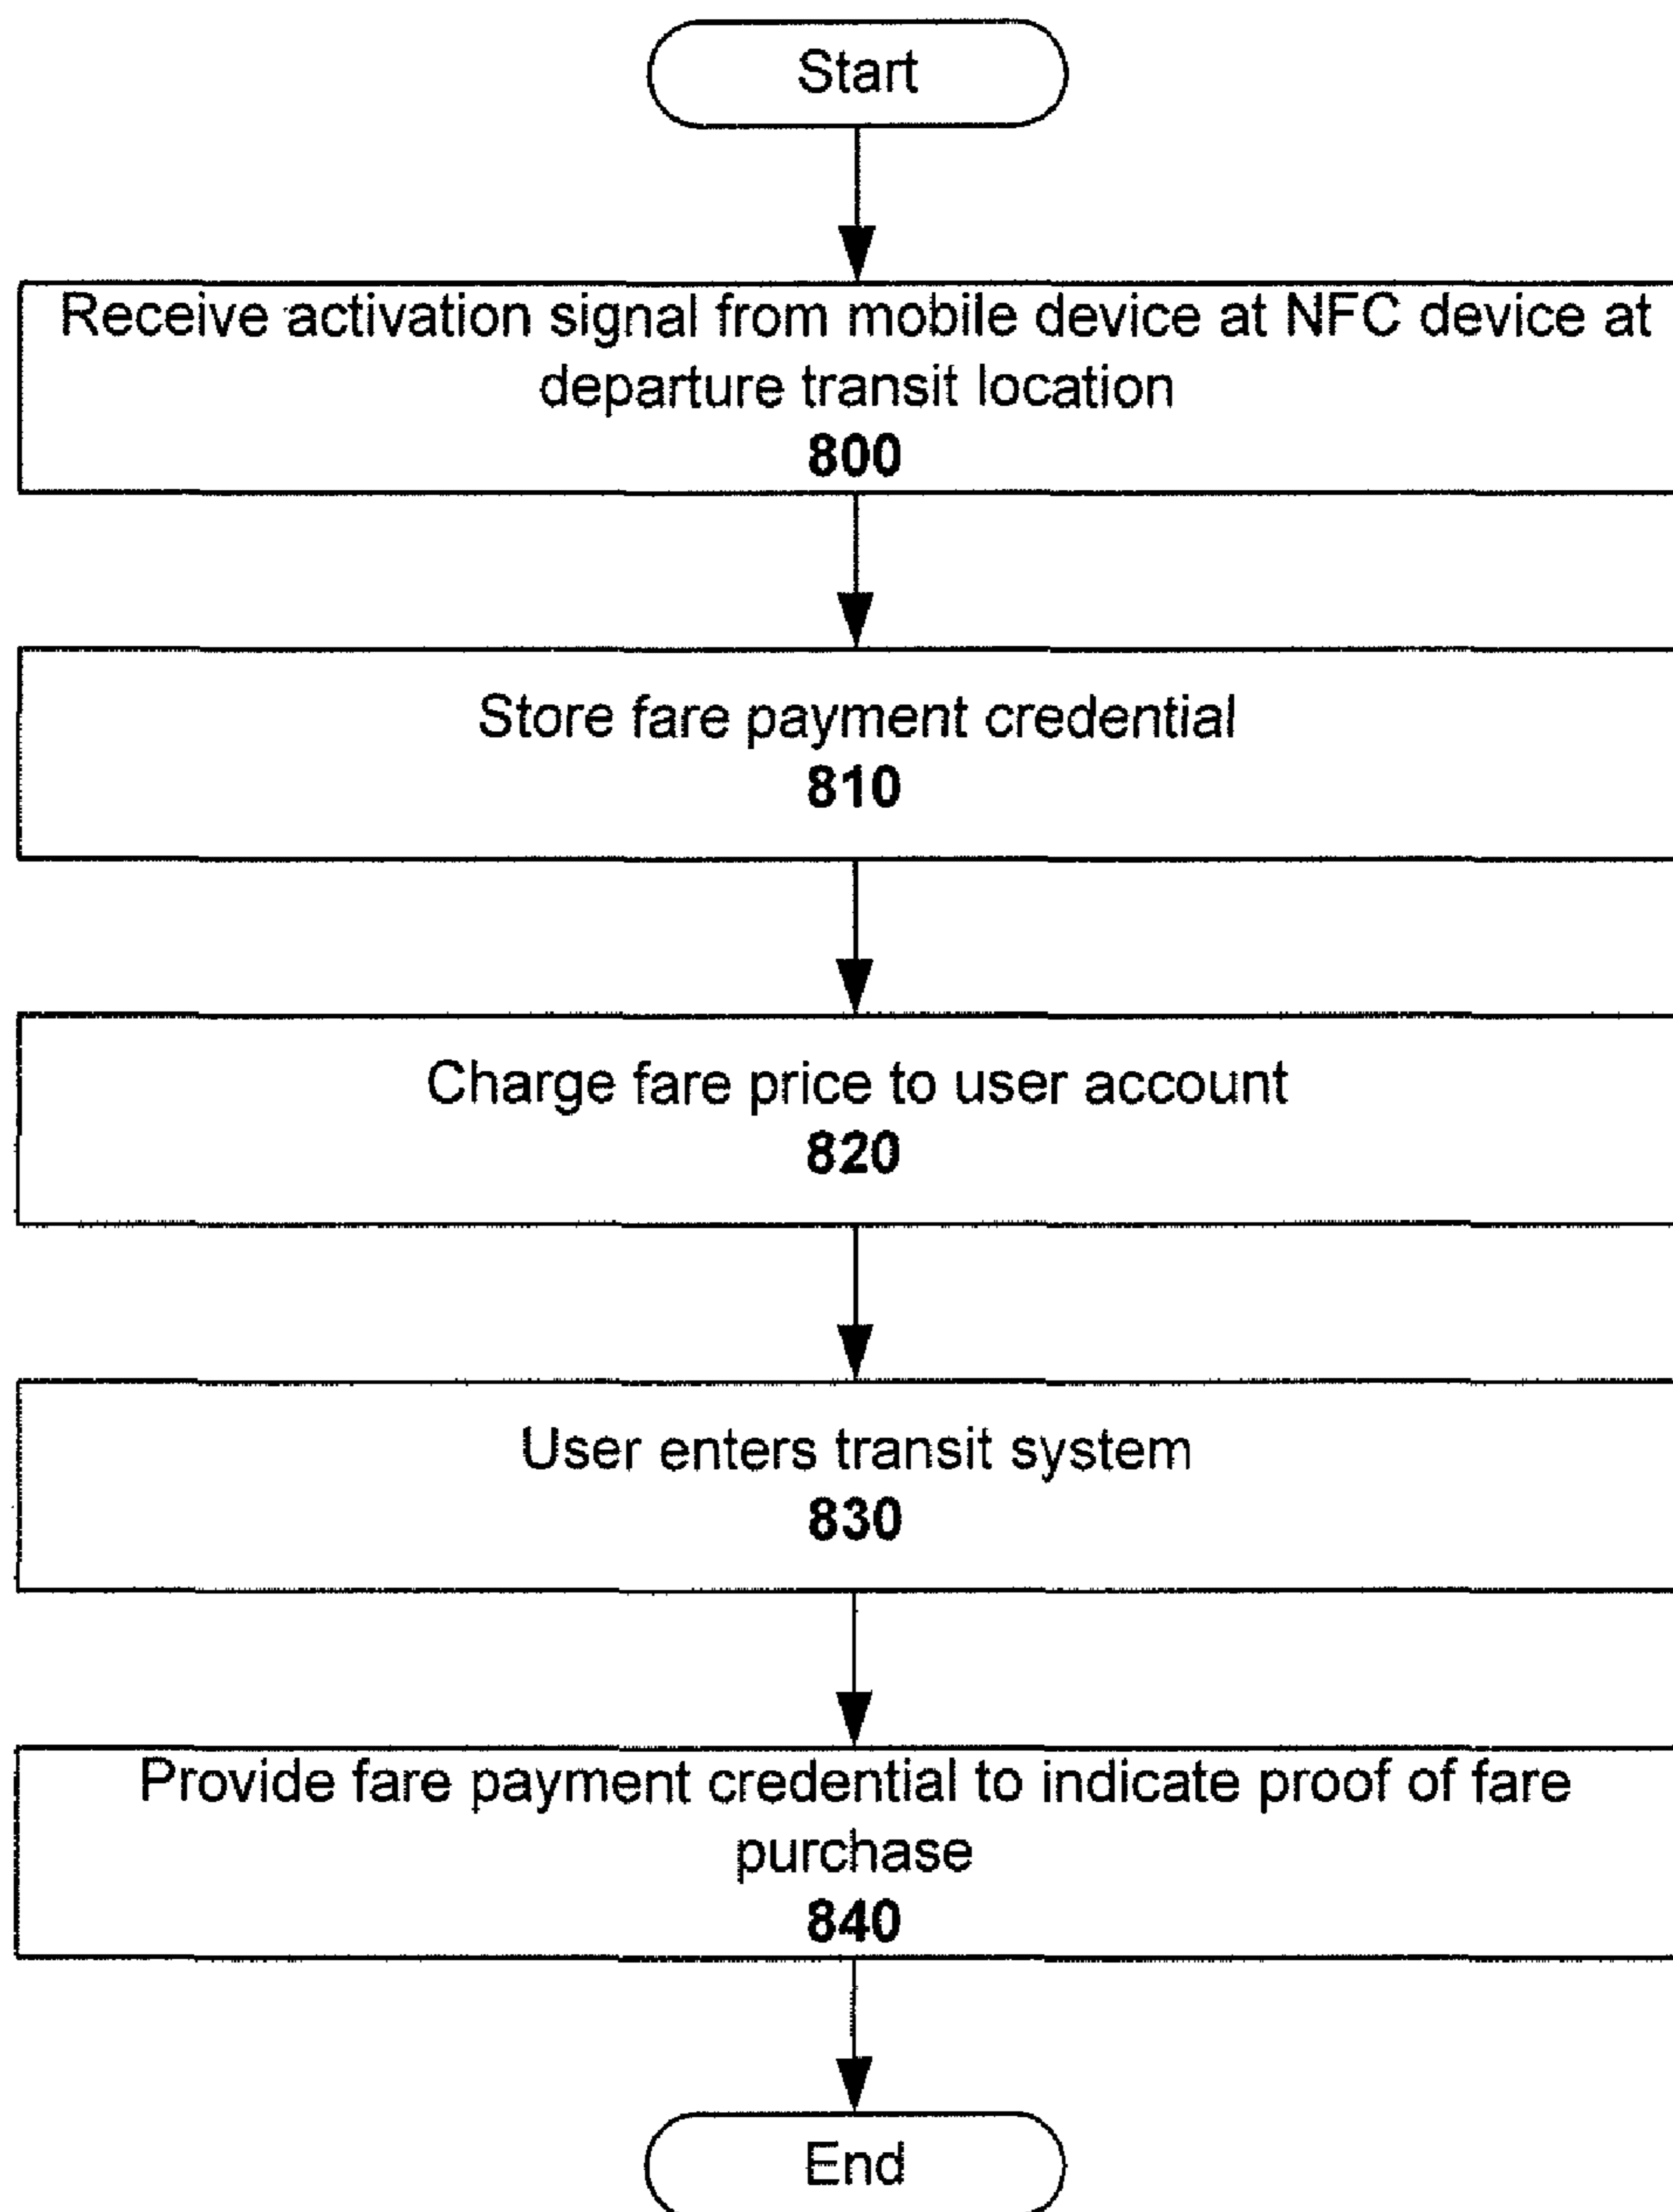 Start
Receive activation signal from mobile device at NFC device at
departure transit location
800
Store fare payment credential
810
Charge fare price to user account
820
User enters transit system
830
Provide fare payment credential to indicate proof of fare
purchase
840
End